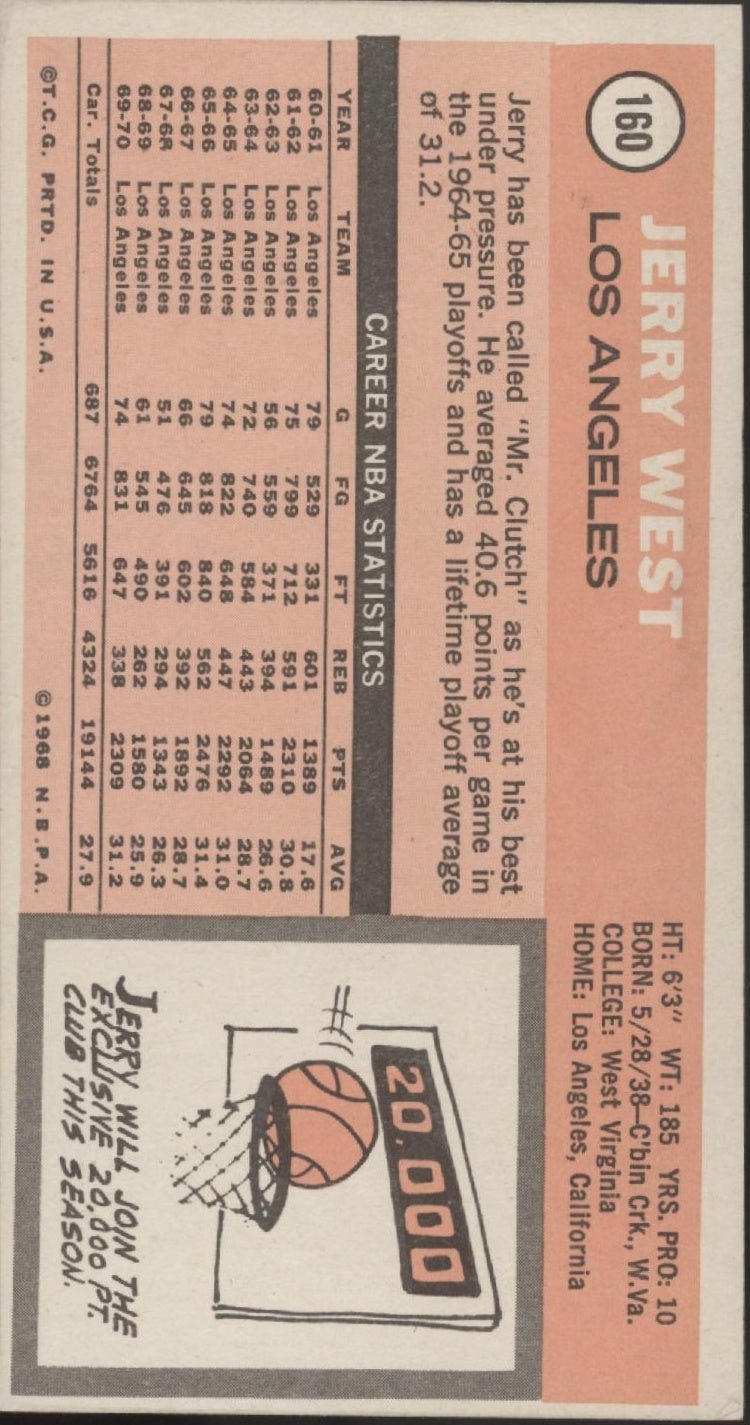 160
JERRY WEST
LOS ANGELES
HT: 6'3" WT: 185 YRS. PRO: 10
BORN: 5/28/38—C'bin Crk., W.Va.
COLLEGE: West Virginia
HOME: Los Angeles, California
Jerry has been called "Mr. Clutch" as he's at his best
under pressure. He averaged 40.6 points per game in
the 1964-65 playoffs and has a lifetime playoff average
of 31.2.
CAREER NBA STATISTICS
YEAR TEAM G FG FT REB PTS AVG
60-61 Los Angeles 79 529 331 601 1389 17.6
61-62 Los Angeles 75 799 712 591 2310 30.8
62-63 Los Angeles 56 559 371 394 1489 26.6
63-64 Los Angeles 72 740 584 443 2064 28.7
64-65 Los Angeles 74 822 648 447 2292 31.0
65-66 Los Angeles 79 818 840 562 2476 31.4
66-67 Los Angeles 66 645 602 392 1892 28.7
67-68 Los Angeles 51 476 391 294 1343 26.3
68-69 Los Angeles 61 545 490 262 1580 25.9
69-70 Los Angeles 74 831 647 338 2309 31.2
Car. Totals 687 6764 5616 4324 19144 27.9
©T.C.G. PRTD. IN U.S.A. ©1968 N.B.P.A.
20,000
JERRY WILL JOIN THE
EXCLUSIVE 20,000 PT.
CLUB THIS SEASON.